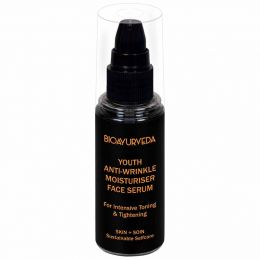 BIOAYURVEDA
YOUTH
ANTI-WRINKLE
MOISTURISER
FACE SERUM
For Intensive Toning
& Tightening
SKIN + SOIN
Sustainable Selfcare